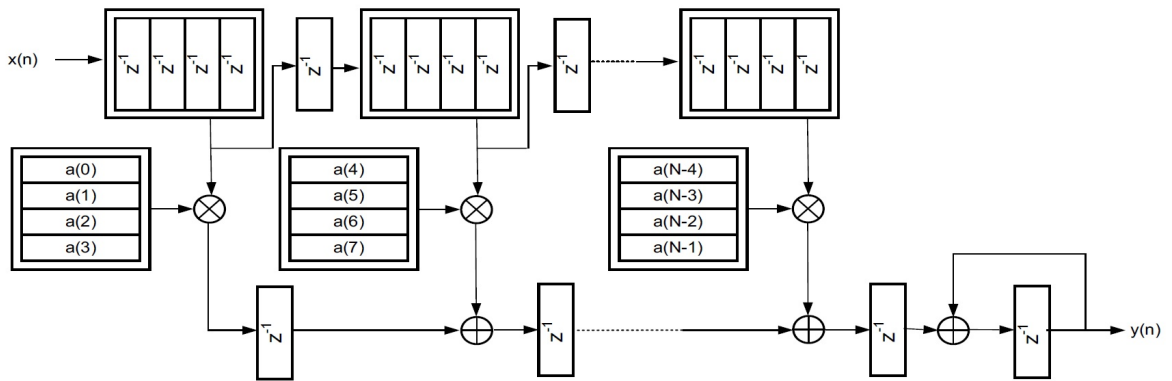 x(n)
z⁻¹ z⁻¹ z⁻¹ z⁻¹
z⁻¹
z⁻¹ z⁻¹ z⁻¹ z⁻¹
z⁻¹
z⁻¹ z⁻¹ z⁻¹ z⁻¹
a(0)
a(1)
a(2)
a(3)
a(4)
a(5)
a(6)
a(7)
a(N-4)
a(N-3)
a(N-2)
a(N-1)
z⁻¹
z⁻¹
z⁻¹
z⁻¹
y(n)